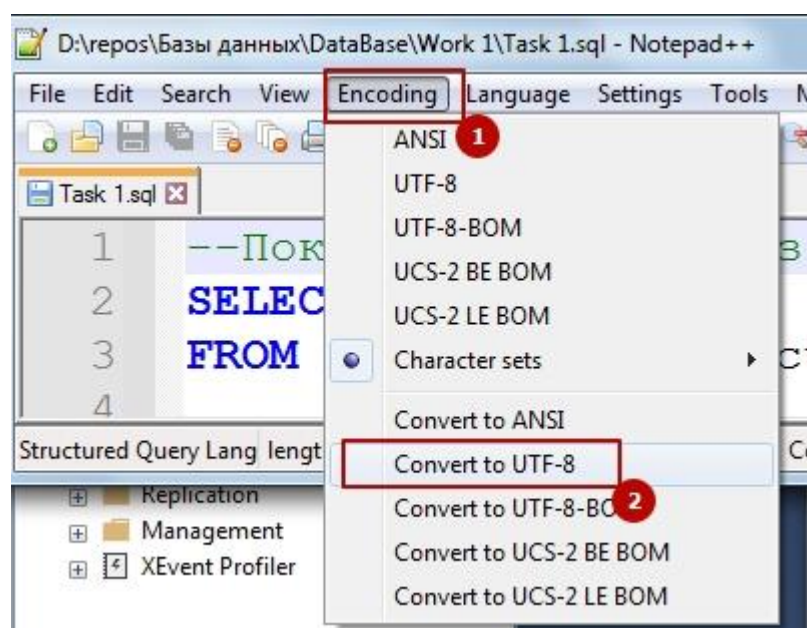 D:\repos\Базы данных\DataBase\Work 1\Task 1.sql - Notepad++
File Edit Search View Encoding Language Settings Tools
1
ANSI
Task 1.sql
UTF-8
UTF-8-BOM
UCS-2 BE BOM
UCS-2 LE BOM
Character sets
Convert to ANSI
Convert to UTF-8
2
Convert to UTF-8-BO
Convert to UCS-2 BE BOM
Convert to UCS-2 LE BOM
1 --Пок в
2 SELEC
3 FROM
4
Structured Query Lang lengt
Replication
Management
XEvent Profiler